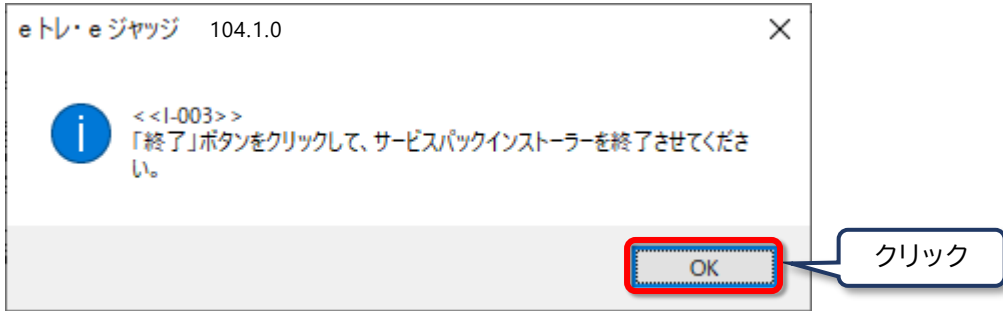 eトレ・eジャッジ 104.1.0
<<I-003>>
「終了」ボタンをクリックして、サービスパックインストーラーを終了させてくださ
い。
OK
クリック